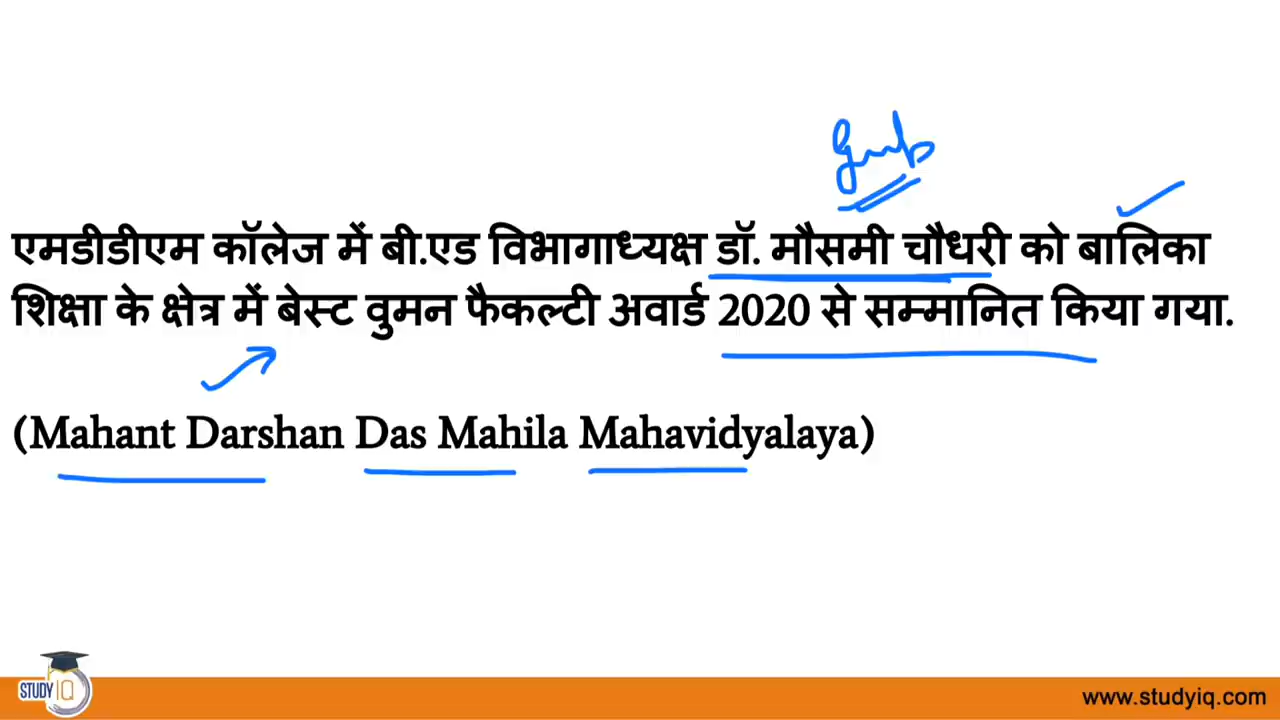 एमडीडीएम कॉलेज में बी.एड विभागाध्यक्ष डॉ. मौसमी चौधरी को बालिका
शिक्षा के क्षेत्र में बेस्ट वुमन फैकल्टी अवार्ड 2020 से सम्मानित किया गया.
(Mahant Darshan Das Mahila Mahavidyalaya)
STUDY IQ
www.studyiq.com